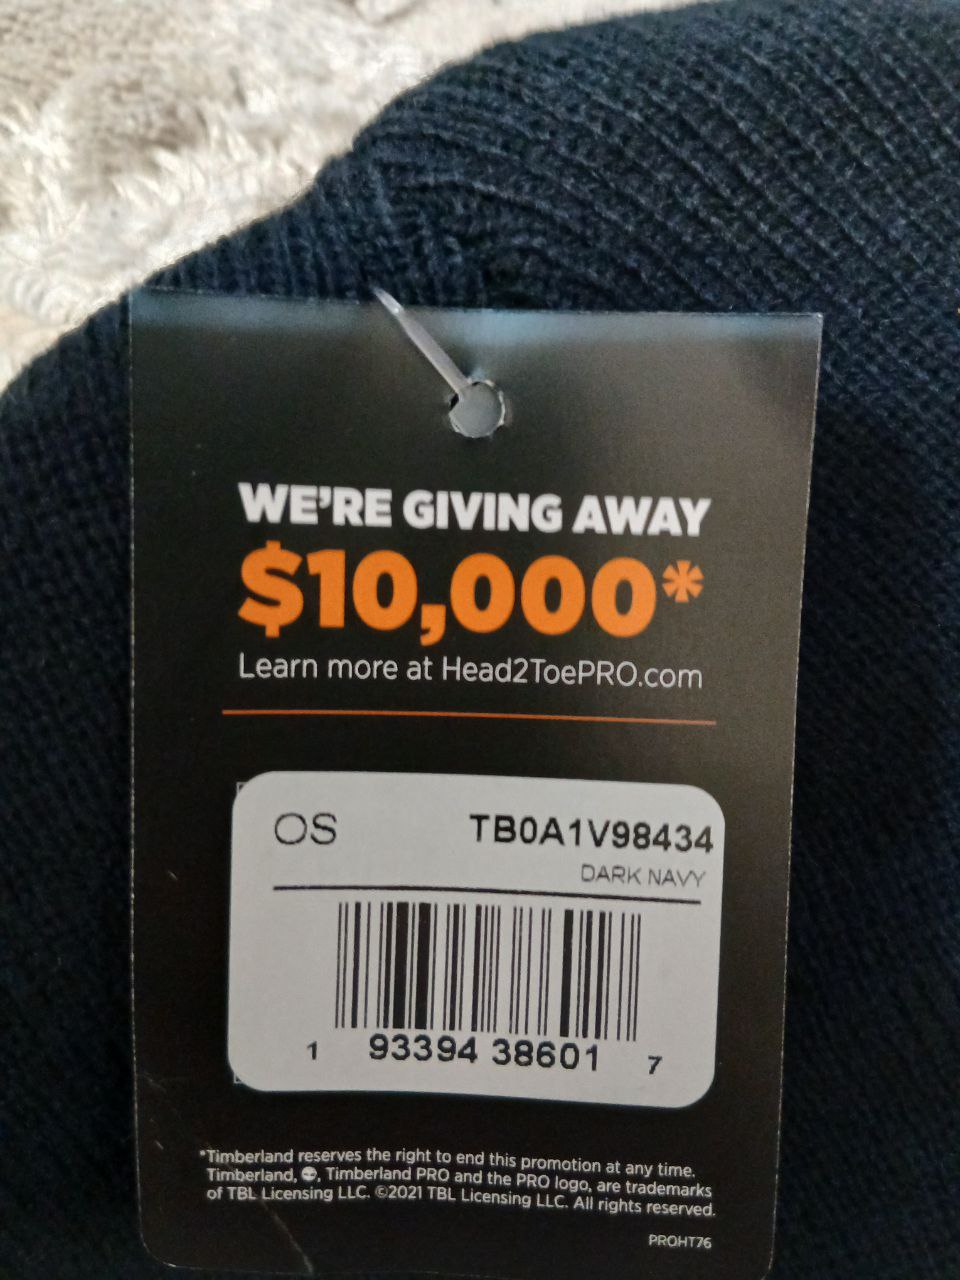 WE'RE GIVING AWAY
$10,000*
Learn more at Head2ToePRO.com
OS TB0A1V98434
DARK NAVY
1 93394 38601 7
*Timberland reserves the right to end this promotion at any time.
Timberland, , Timberland PRO and the PRO logo, are trademarks
of TBL Licensing LLC. ©2021 TBL Licensing LLC. All rights reserved.
PROHT76